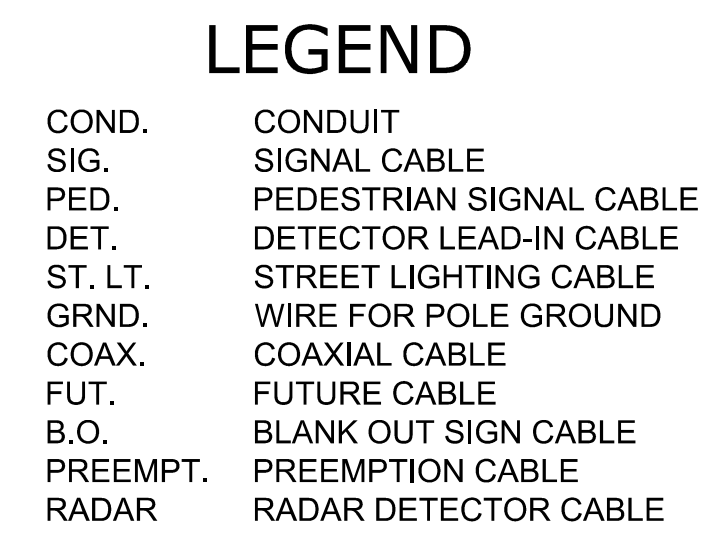 LEGEND
COND. CONDUIT
SIG. SIGNAL CABLE
PED. PEDESTRIAN SIGNAL CABLE
DET. DETECTOR LEAD-IN CABLE
ST. LT. STREET LIGHTING CABLE
GRND. WIRE FOR POLE GROUND
COAX. COAXIAL CABLE
FUT. FUTURE CABLE
B.O. BLANK OUT SIGN CABLE
PREEMPT. PREEMPTION CABLE
RADAR RADAR DETECTOR CABLE